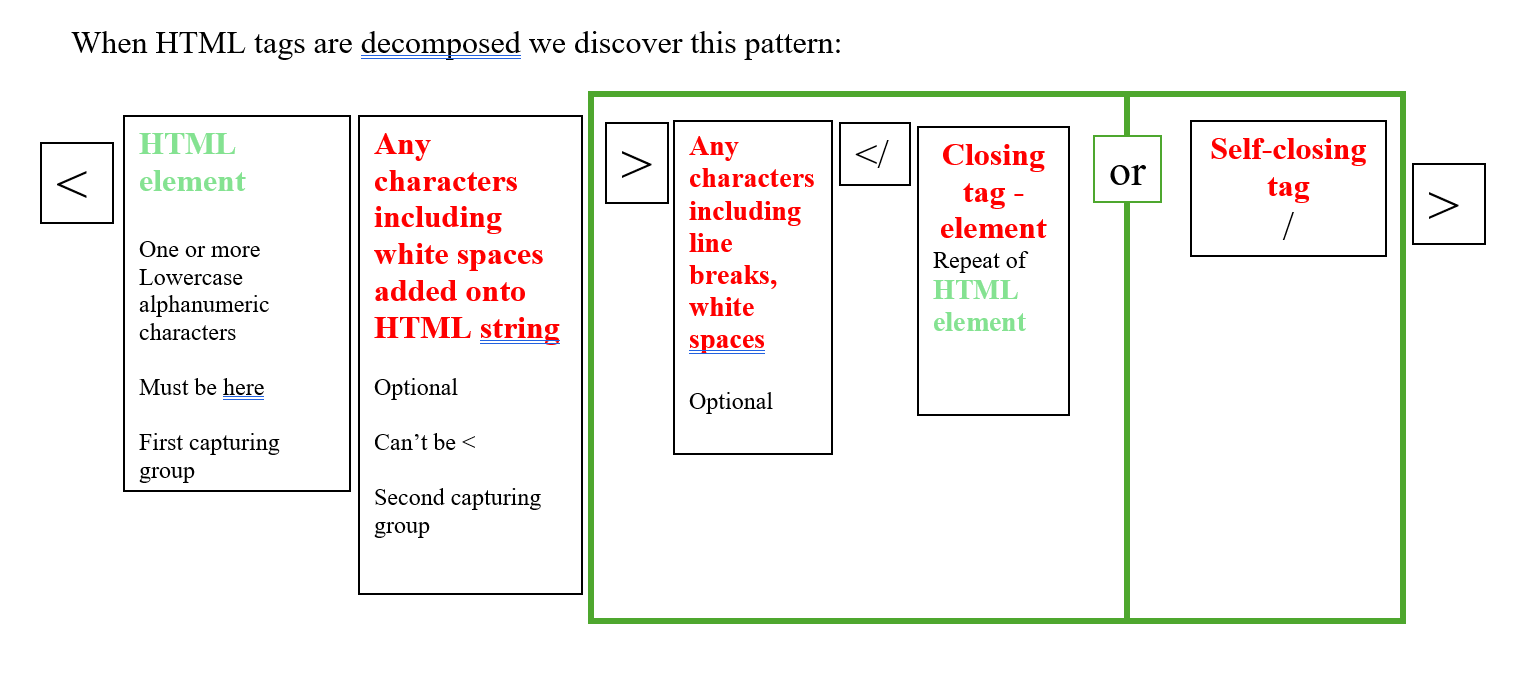 When HTML tags are decomposed we discover this pattern:
<
HTML
element
One or more
Lowercase
alphanumeric
characters
Must be here
First capturing
group
Any
characters
including
white spaces
added onto
HTML string
Optional
Can’t be <
Second capturing
group
>
Any
characters
including
line
breaks,
white
spaces
Optional
</
Closing
tag -
element
Repeat of
HTML
element
or
Self-closing
tag
/
>